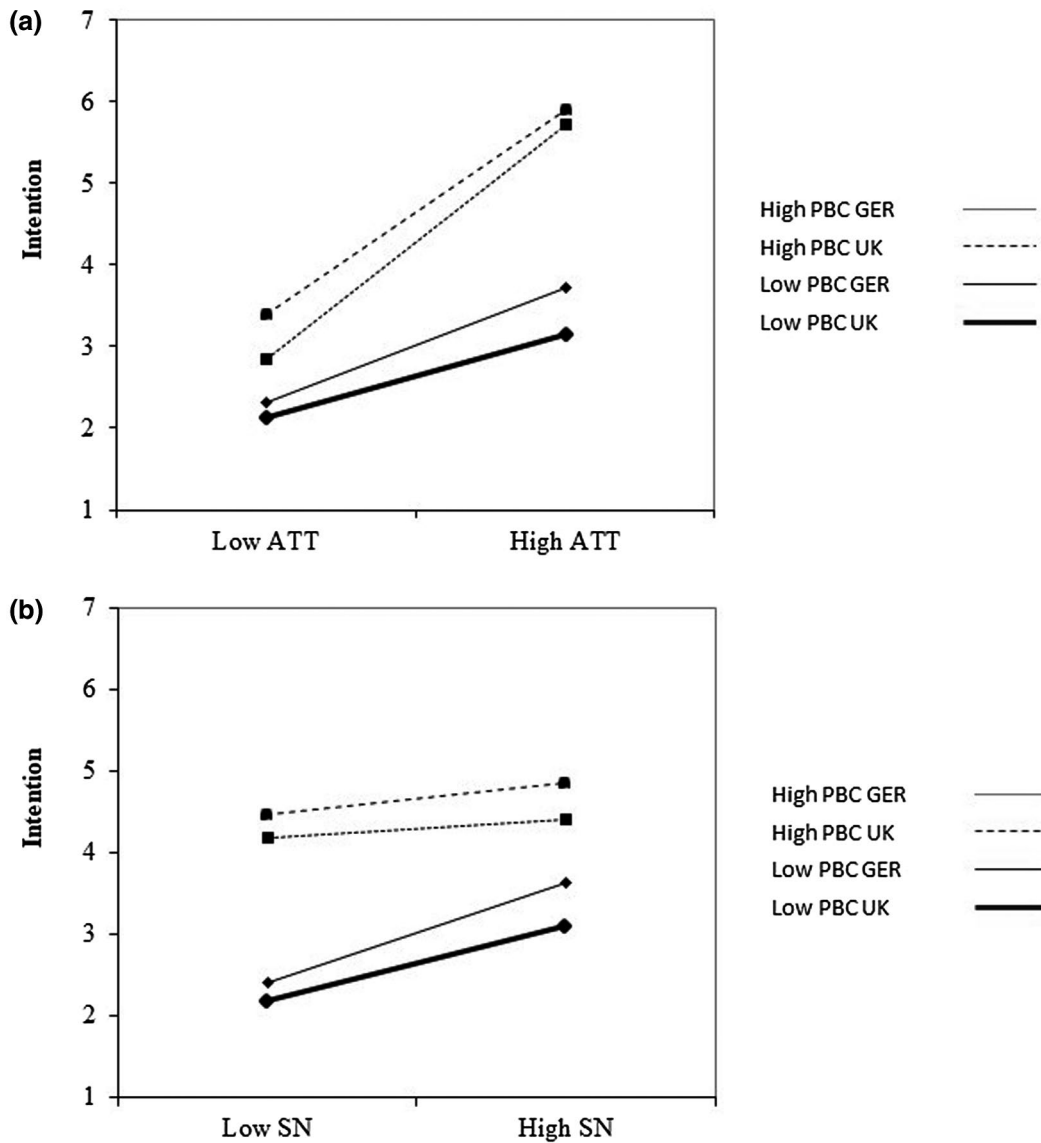 (a)
7
6
5
4
3
2
1
Intention
Low ATT
High ATT
High PBC GER
High PBC UK
Low PBC GER
Low PBC UK
(b)
7
6
5
4
3
2
1
Intention
Low SN
High SN
High PBC GER
High PBC UK
Low PBC GER
Low PBC UK